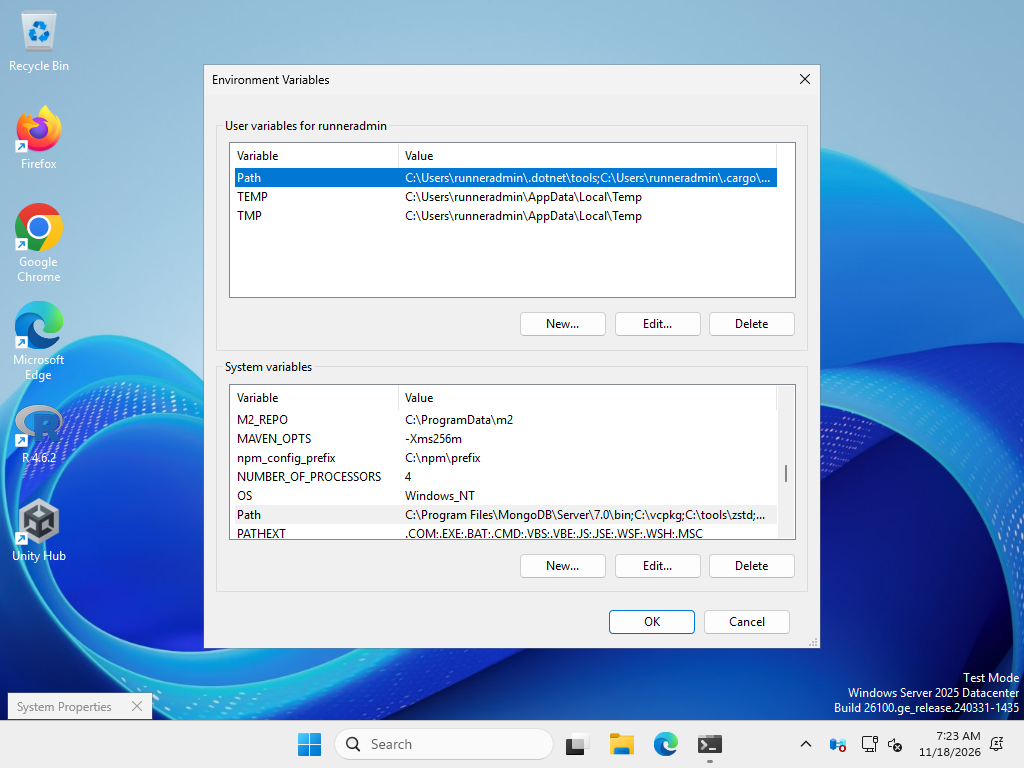 Recycle Bin
Firefox
Google
Chrome
Microsoft
Edge
R 4.6.2
Unity Hub
Environment Variables
User variables for runneradmin
Variable Value
Path C:\Users\runneradmin\.dotnet\tools;C:\Users\runneradmin\.cargo\...
TEMP C:\Users\runneradmin\AppData\Local\Temp
TMP C:\Users\runneradmin\AppData\Local\Temp
New... Edit... Delete
System variables
Variable Value
M2_REPO C:\ProgramData\m2
MAVEN_OPTS -Xms256m
npm_config_prefix C:\npm\prefix
NUMBER_OF_PROCESSORS 4
OS Windows_NT
Path C:\Program Files\MongoDB\Server\7.0\bin;C:\vcpkg;C:\tools\zstd;...
PATHEXT .COM;.EXE;.BAT;.CMD;.VBS;.VBE;.JS;.JSE;.WSF;.WSH;.MSC
New... Edit... Delete
OK Cancel
System Properties
Test Mode
Windows Server 2025 Datacenter
Build 26100.ge_release.240331-1435
Search
7:23 AM
11/18/2026